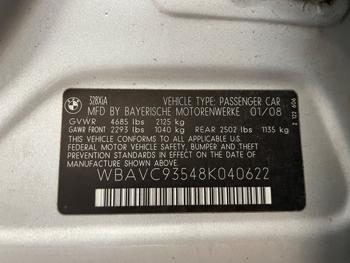 328XiA
VEHICLE TYPE: PASSENGER CAR
MFD BY BAYERISCHE MOTORENWERKE 01/08
GVWR 4685 lbs 2125 kg
GAWR FRONT 2293 lbs 1040 kg REAR 2502 lbs 1135 kg
THIS VEHICLE CONFORMS TO ALL APPLICABLE
FEDERAL MOTOR VEHICLE SAFETY, BUMPER AND
THEFT PREVENTION STANDARDS IN EFFECT ON THE
DATE OF MANUFACTURE SHOWN ABOVE.
WBAVC93548K040622